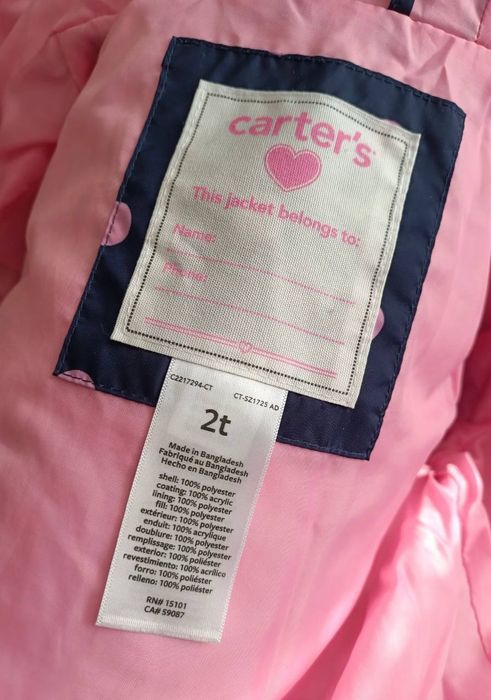 carter's
This jacket belongs to:
Name:
Phone:
C2217294-CT CT-SZ1725 AD
2t
Made in Bangladesh
Fabriqué au Bangladesh
Hecho en Bangladesh
shell: 100% polyester
coating: 100% acrylic
lining: 100% polyester
fill: 100% polyester
extérieur: 100% polyester
enduit: 100% acrylique
doublure: 100% polyester
remplissage: 100% polyester
exterior: 100% poliéster
revestimiento: 100% acrílico
forro: 100% poliéster
relleno: 100% poliéster
RN# 15101
CA# 59087